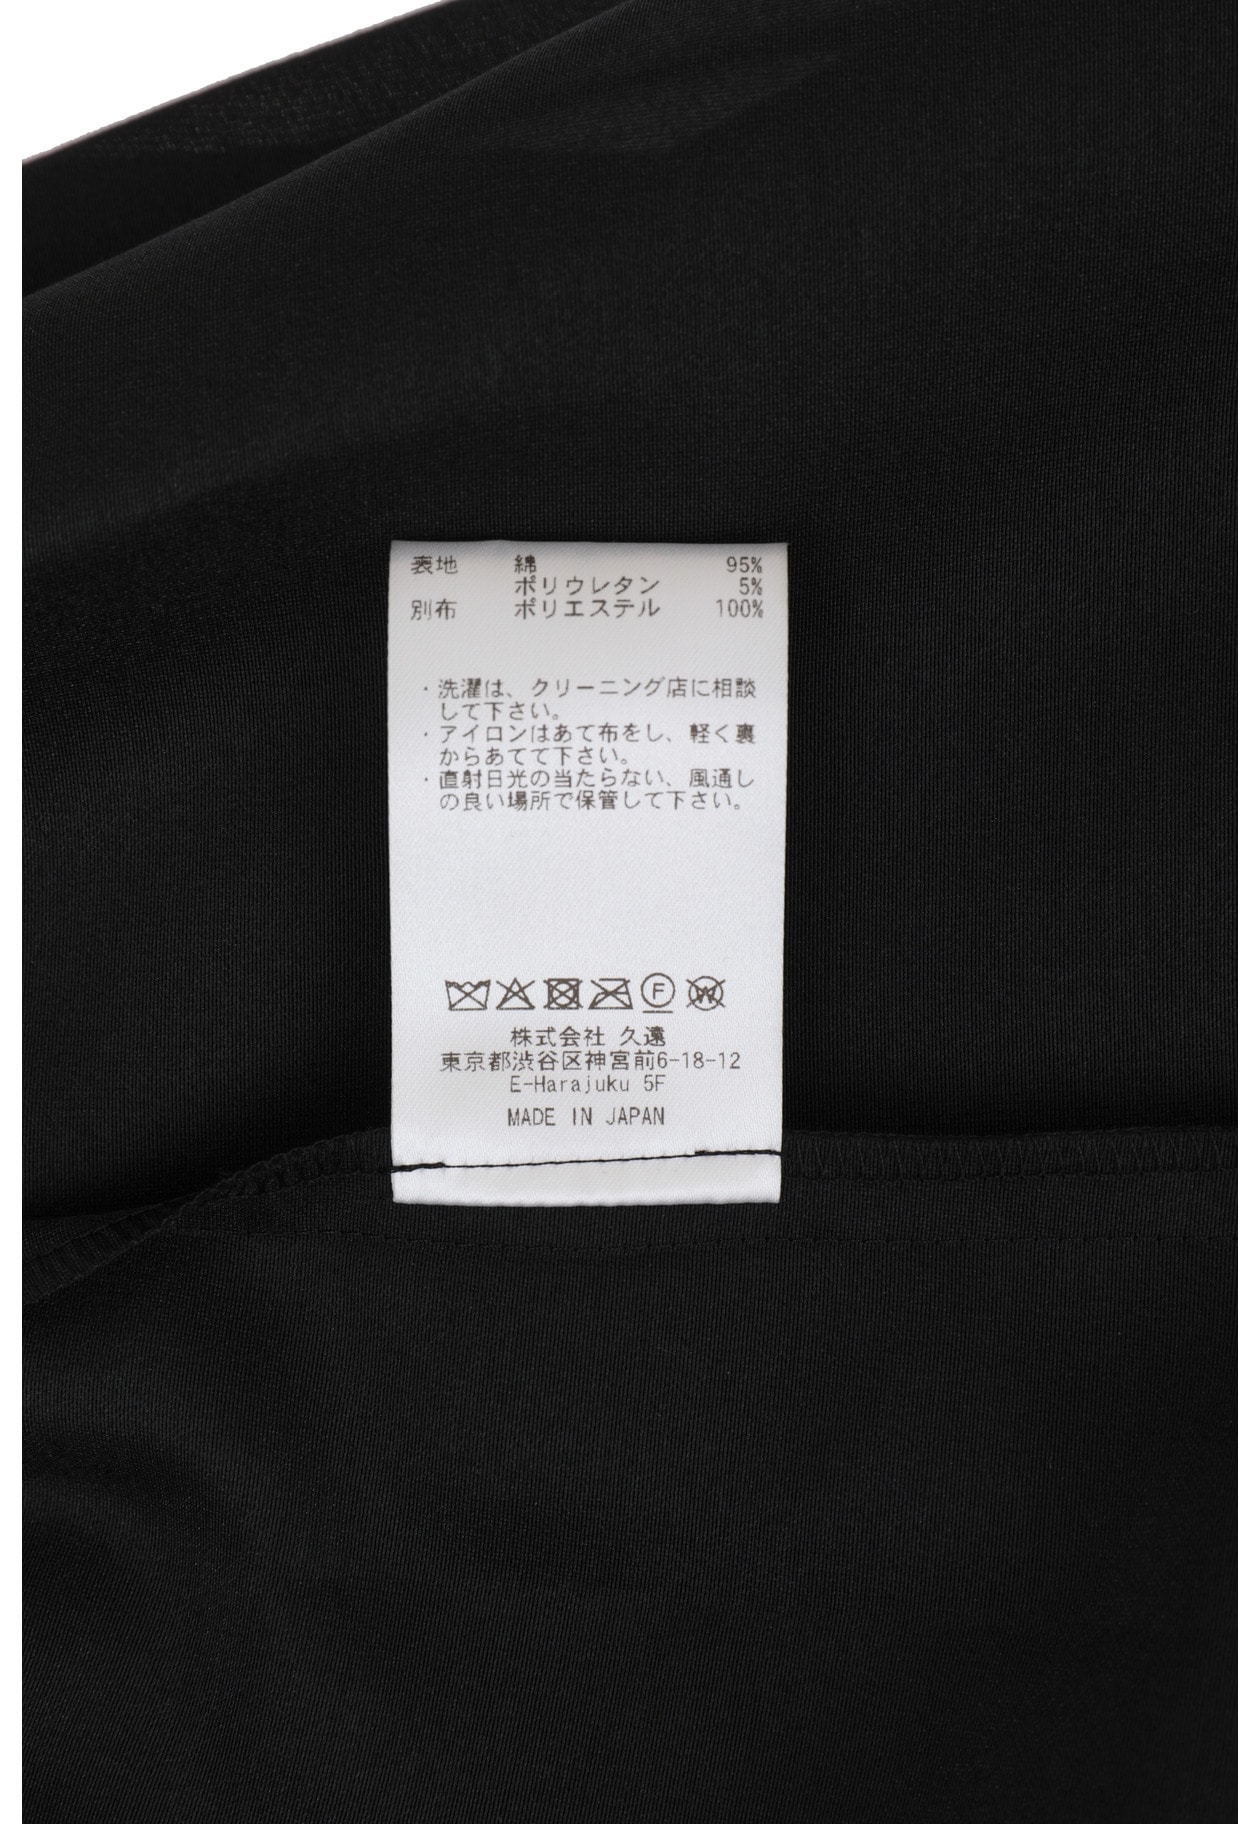 表地 綿 95%
ポリウレタン 5%
別布 ポリエステル 100%
・洗濯は、クリーニング店に相談
して下さい。
・アイロンはあて布をし、軽く裏
からあてて下さい。
・直射日光の当たらない、風通し
の良い場所で保管して下さい。
F W
株式会社 久遠
東京都渋谷区神宮前6-18-12
E-Harajuku 5F
MADE IN JAPAN